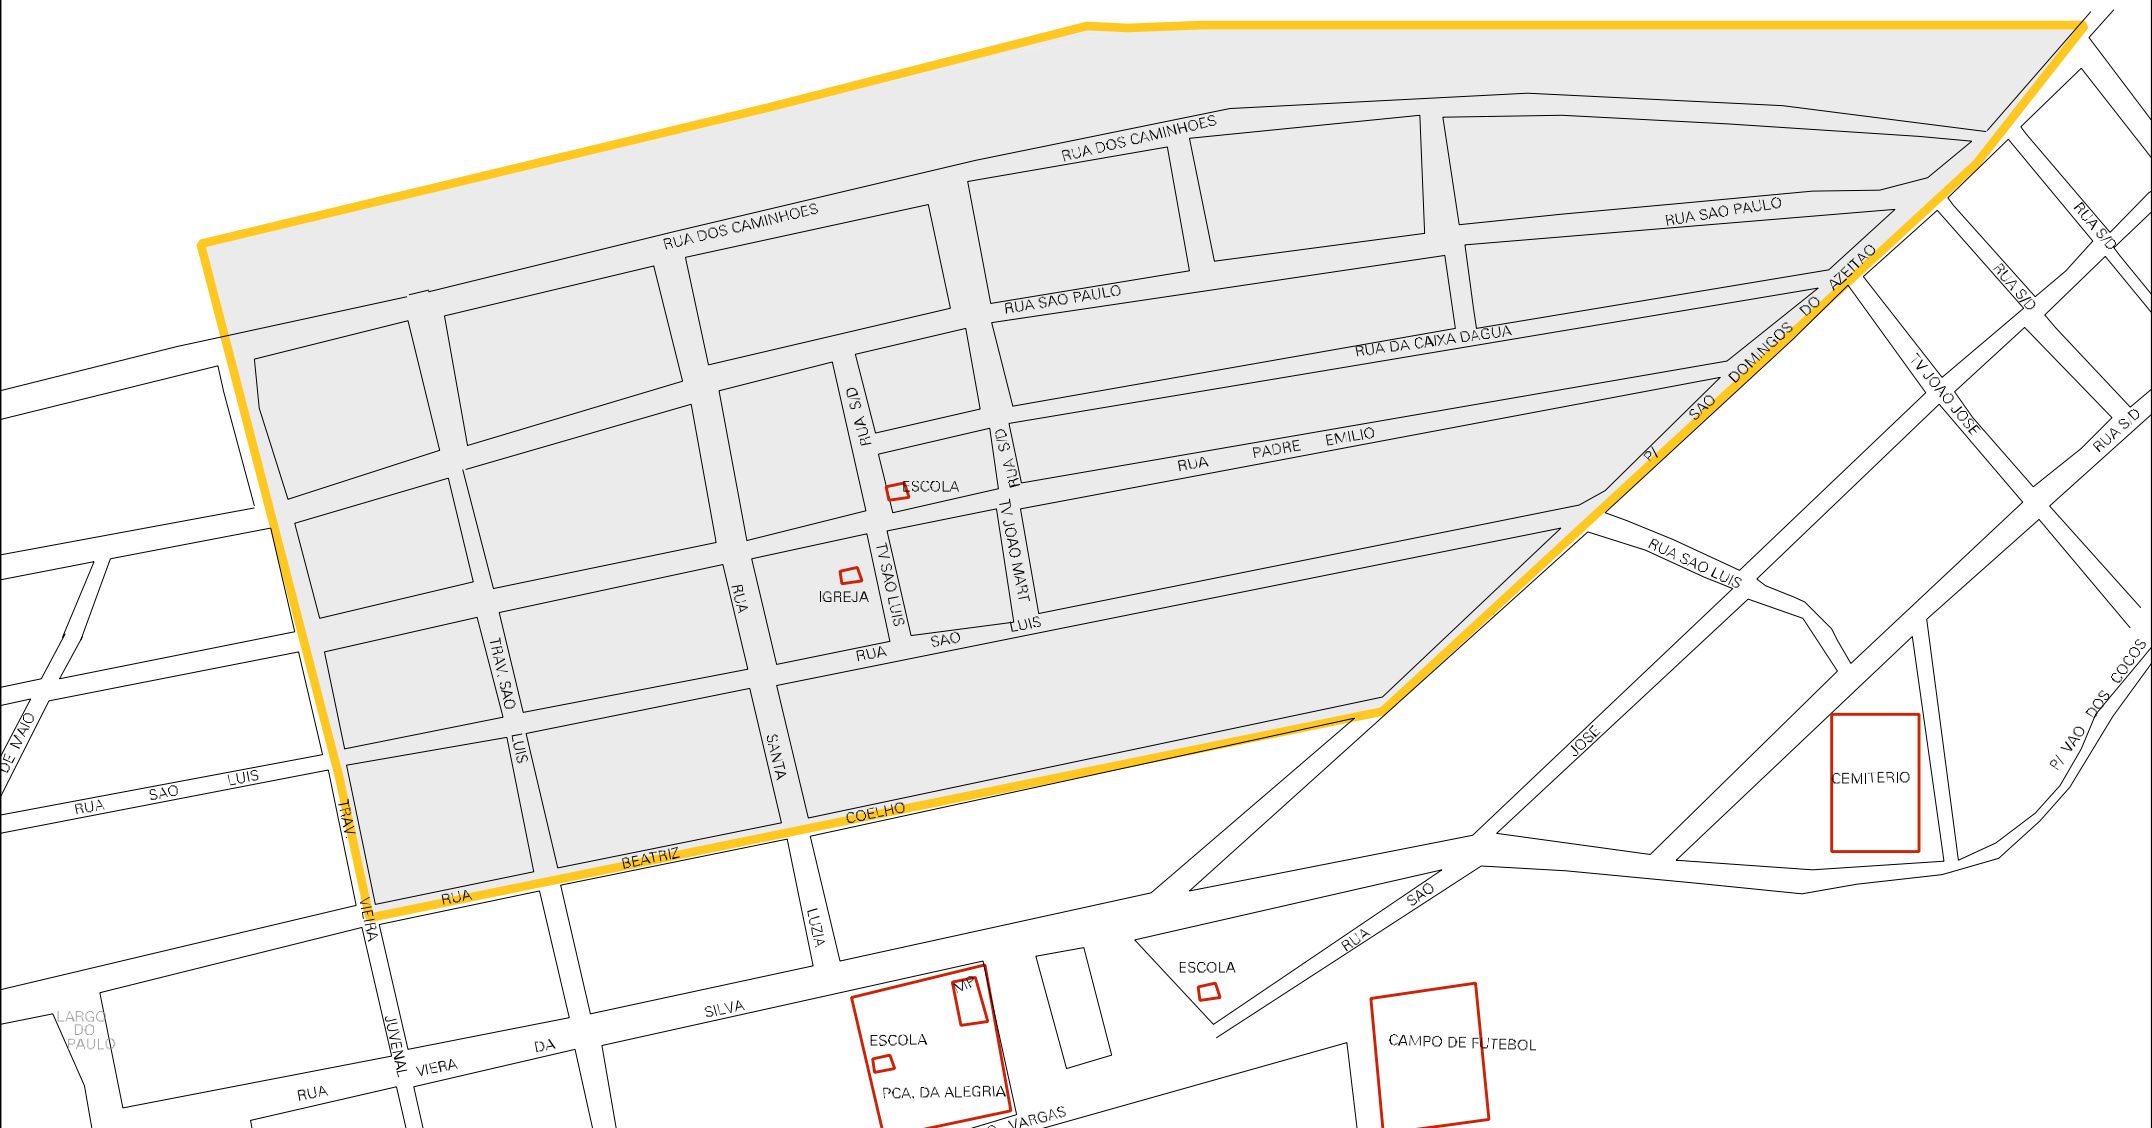 RUA DOS CAMINHOES
RUA DOS CAMINHOES
RUA SAO PAULO
RUA SAO PAULO
RUA S/D
RUA S/D
AZEITAO
DO
DOMINGOS
SAO
P/
RUA DA CAIXA DAGUA
TV JOAO JOSE
RUA S/D
RUA S/D
RUA S/D
RUA PADRE EMILIO
ESCOLA
TV JOAO MART
TV SAO LUIS
IGREJA
RUA
RUA SAO LUIS
RUA SAO LUIS
TRAV. SAO
LUIS
SANTA
LUZIA
DE MAIO
RUA SAO LUIS
TRAV.
VIEIRA
JUVENAL
RUA BEATRIZ COELHO
JOSE
SAO
RUA
CEMITERIO
P/ VAO DOS COCOS
ESCOLA
MP
ESCOLA
PCA. DA ALEGRIA
CAMPO DE FUTEBOL
LARGO
DO
PAULO
RUA VIERA DA SILVA
VARGAS